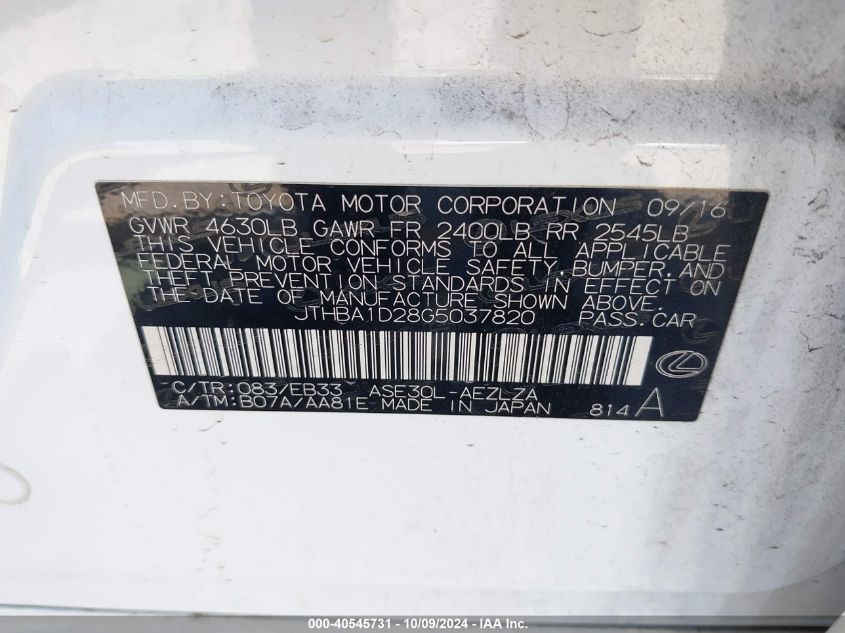 MFD. BY: TOYOTA MOTOR CORPORATION 09/16
GVWR 4630LB GAWR FR 2400LB RR 2545LB
THIS VEHICLE CONFORMS TO ALL APPLICABLE
FEDERAL MOTOR VEHICLE SAFETY, BUMPER, AND
THEFT PREVENTION STANDARDS IN EFFECT ON
THE DATE OF MANUFACTURE SHOWN ABOVE.
JTHBA1D28G5037820 PASS. CAR
C/TR: 083/EB33 ASE30L-AEZLZA
A/TM: B07A/AA81E MADE IN JAPAN 814 A
000-40545731 - 10/09/2024 - IAA Inc.